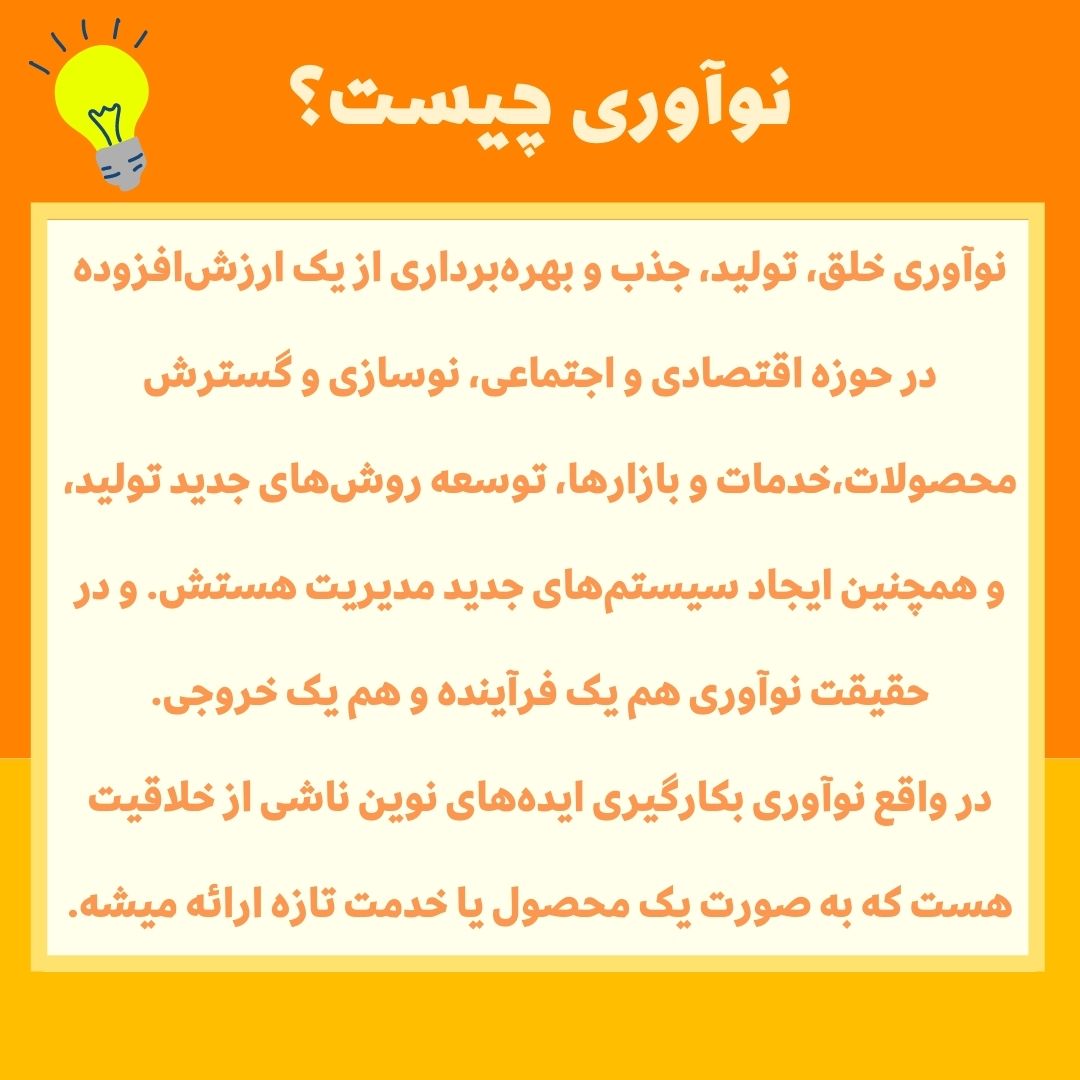 نوآوری چیست؟
نوآوری خلق، تولید، جذب و بهره‌برداری از یک ارزش‌افزوده
در حوزه اقتصادی و اجتماعی، نوسازی و گسترش
محصولات،خدمات و بازارها، توسعه روش‌های جدید تولید،
و همچنین ایجاد سیستم‌های جدید مدیریت هستش. و در
حقیقت نوآوری هم یک فرآینده و هم یک خروجی.
در واقع نوآوری بکارگیری ایده‌های نوین ناشی از خلاقیت
هست که به صورت یک محصول یا خدمت تازه ارائه میشه.